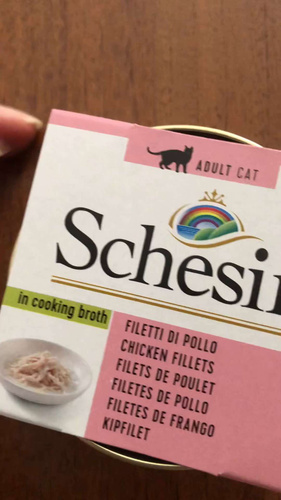 ADULT CAT
in cooking broth
FILETTI DI POLLO
CHICKEN FILLETS
FILETS DE POULET
FILETES DE POLLO
FILETES DE FRANGO
KIPFILET